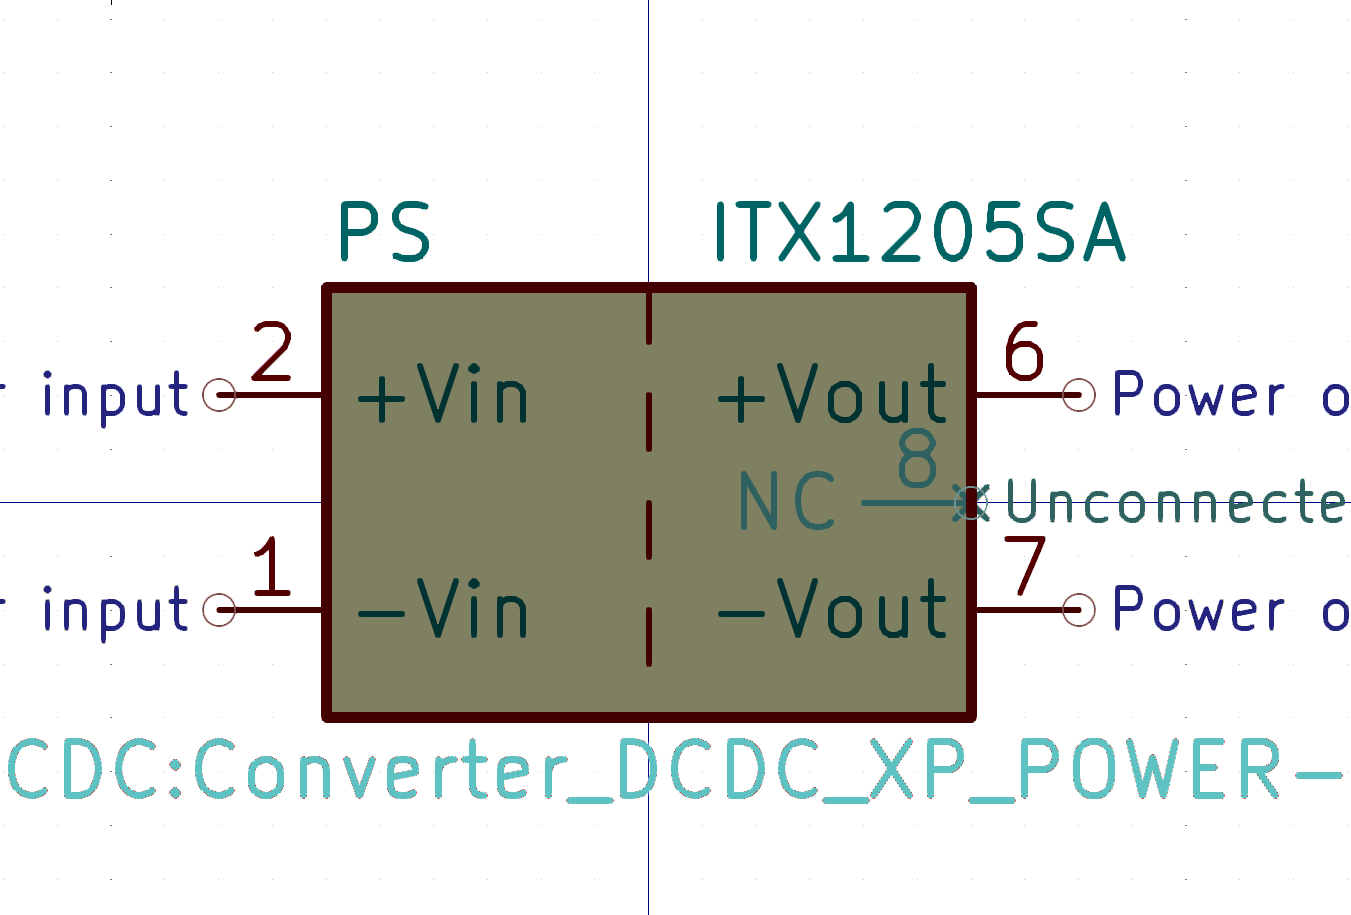 PS ITX1205SA
2 6
r input +Vin +Vout Power o
8
NC Unconnecte
1 7
r input -Vin -Vout Power o
CDC:Converter_DCDC_XP_POWER-